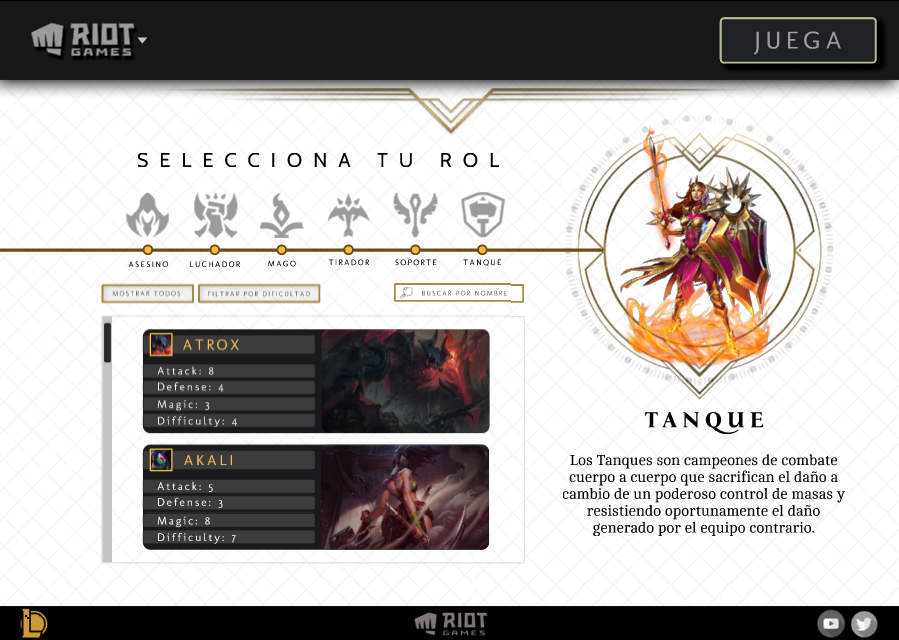 RIOT
GAMES
JUEGA
SELECCIONA TU ROL
ASESINO
LUCHADOR
MAGO
TIRADOR
SOPORTE
TANQUE
MOSTRAR TODOS
FILTRAR POR DIFICULTAD
BUSCAR POR NOMBRE
ATROX
Attack: 8
Defense: 4
Magic: 3
Difficulty: 4
AKALI
Attack: 5
Defense: 3
Magic: 8
Difficulty: 7
TANQUE
Los Tanques son campeones de combate
cuerpo a cuerpo que sacrifican el daño a
cambio de un poderoso control de masas y
resistiendo oportunamente el daño
generado por el equipo contrario.
L
RIOT
GAMES